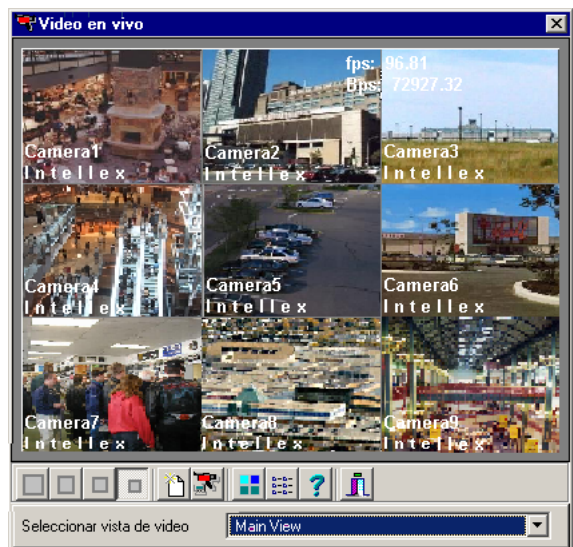 Video en vivo
fps: 96.81
Bps: 72927.32
Camera1
Intellex
Camera2
Intellex
Camera3
Intellex
Camera4
Intellex
Camera5
Intellex
Camera6
Intellex
Camera7
Intellex
Camera8
Intellex
Camera9
Intellex
?
Seleccionar vista de video
Main View